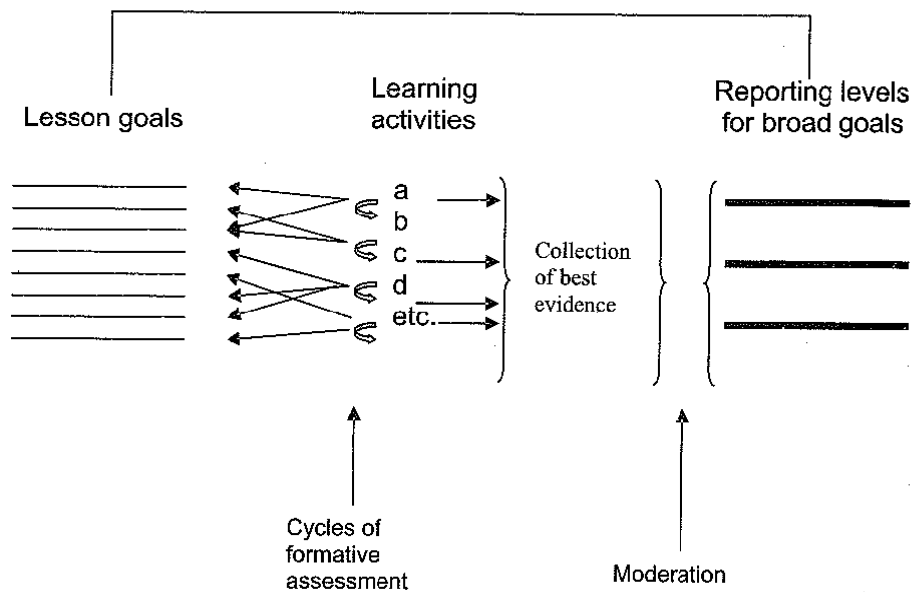 Lesson goals
Learning
activities
Reporting levels
for broad goals
a
b
c
d
etc.
Collection
of best
evidence
Cycles of
formative
assessment
Moderation